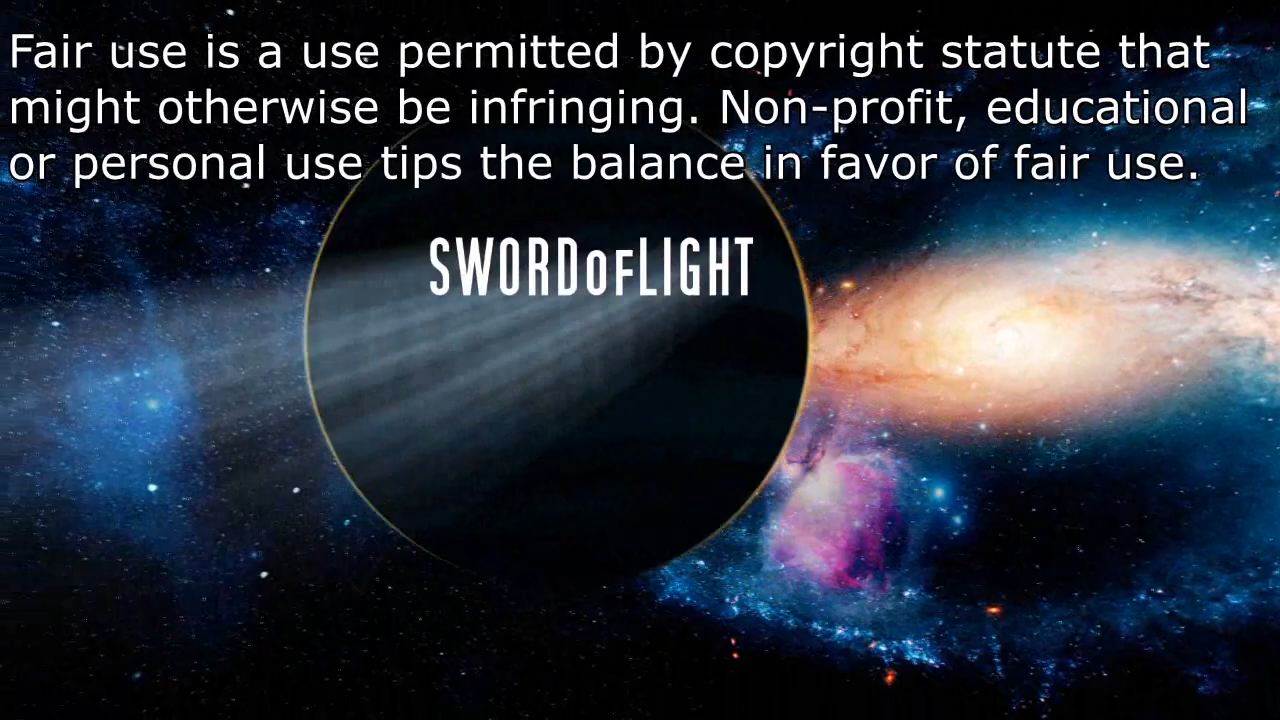 Fair use is a use permitted by copyright statute that
might otherwise be infringing. Non-profit, educational
or personal use tips the balance in favor of fair use.
SWORDOFLIGHT